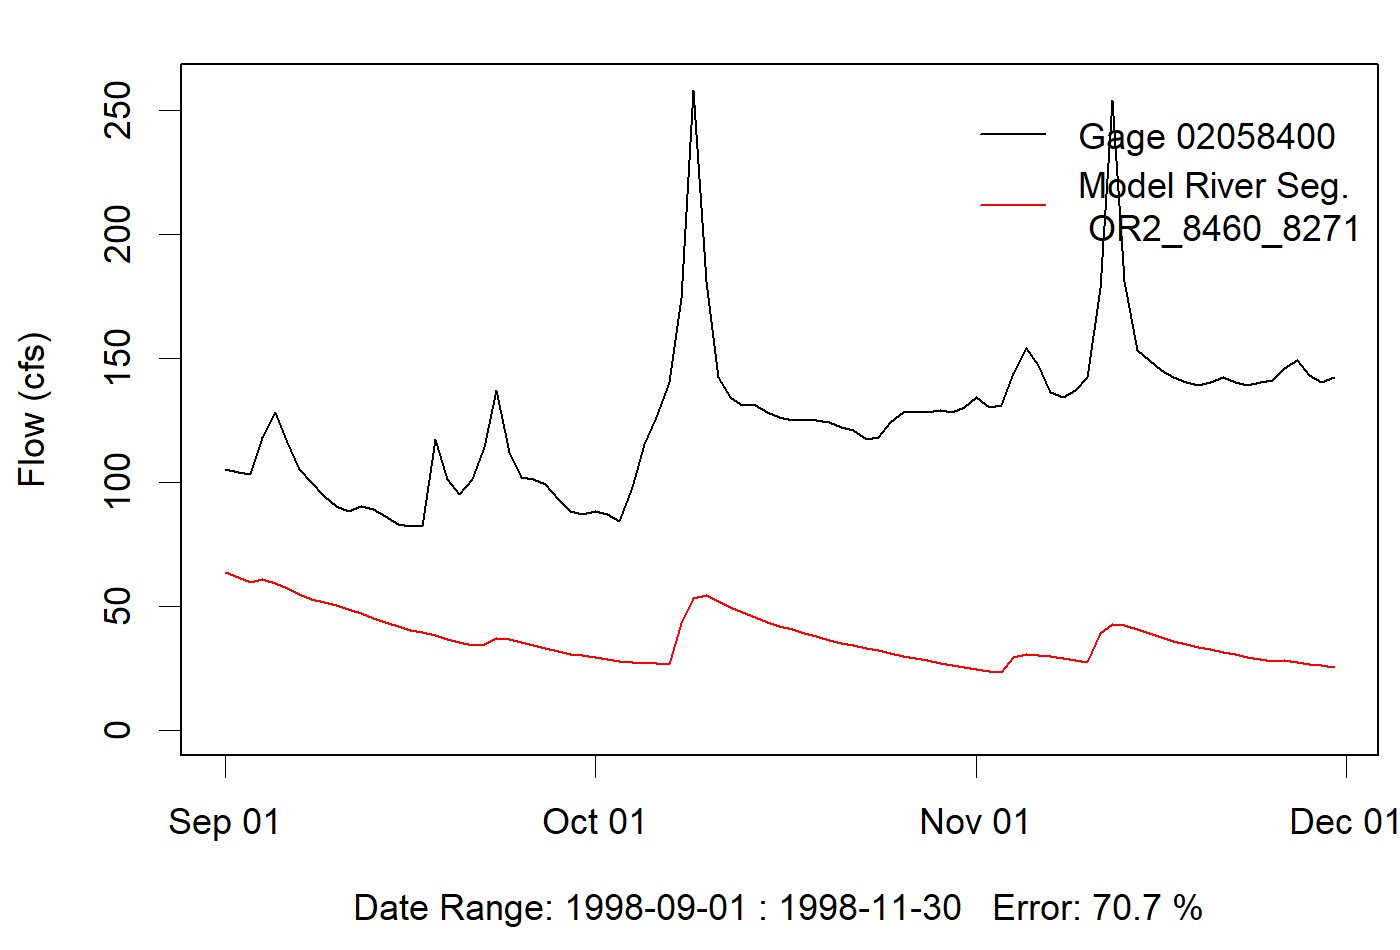 Flow (cfs)
250
200
150
100
50
0
Gage 02058400
Model River Seg.
OR2_8460_8271
Sep 01 Oct 01 Nov 01 Dec 01
Date Range: 1998-09-01 : 1998-11-30 Error: 70.7 %